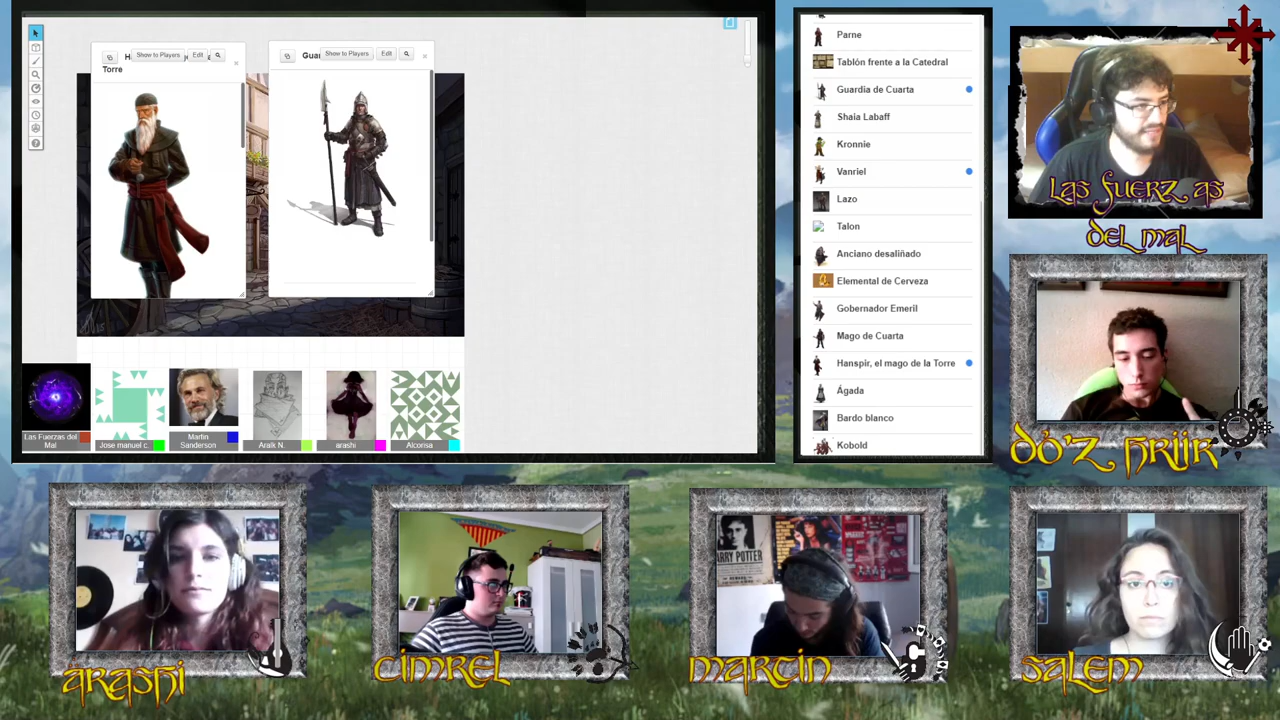 Show to Players
Edit
Torre
Guar
Show to Players
Edit
Las Fuerzas del
Mal
Jose manuel c.
Martin
Sanderson
Aralk N.
arashi
Alcorisa
Parne
Tablón frente a la Catedral
Guardia de Cuarta
Shaia Labaff
Kronnie
Vanriel
Lazo
Talon
Anciano desaliñado
Elemental de Cerveza
Gobernador Emeril
Mago de Cuarta
Hanspir, el mago de la Torre
Ágada
Bardo blanco
Kobold
Las fuerzas
del mal
Dó'z Hrjir
Arashi
Cimrel
Martin
Salem